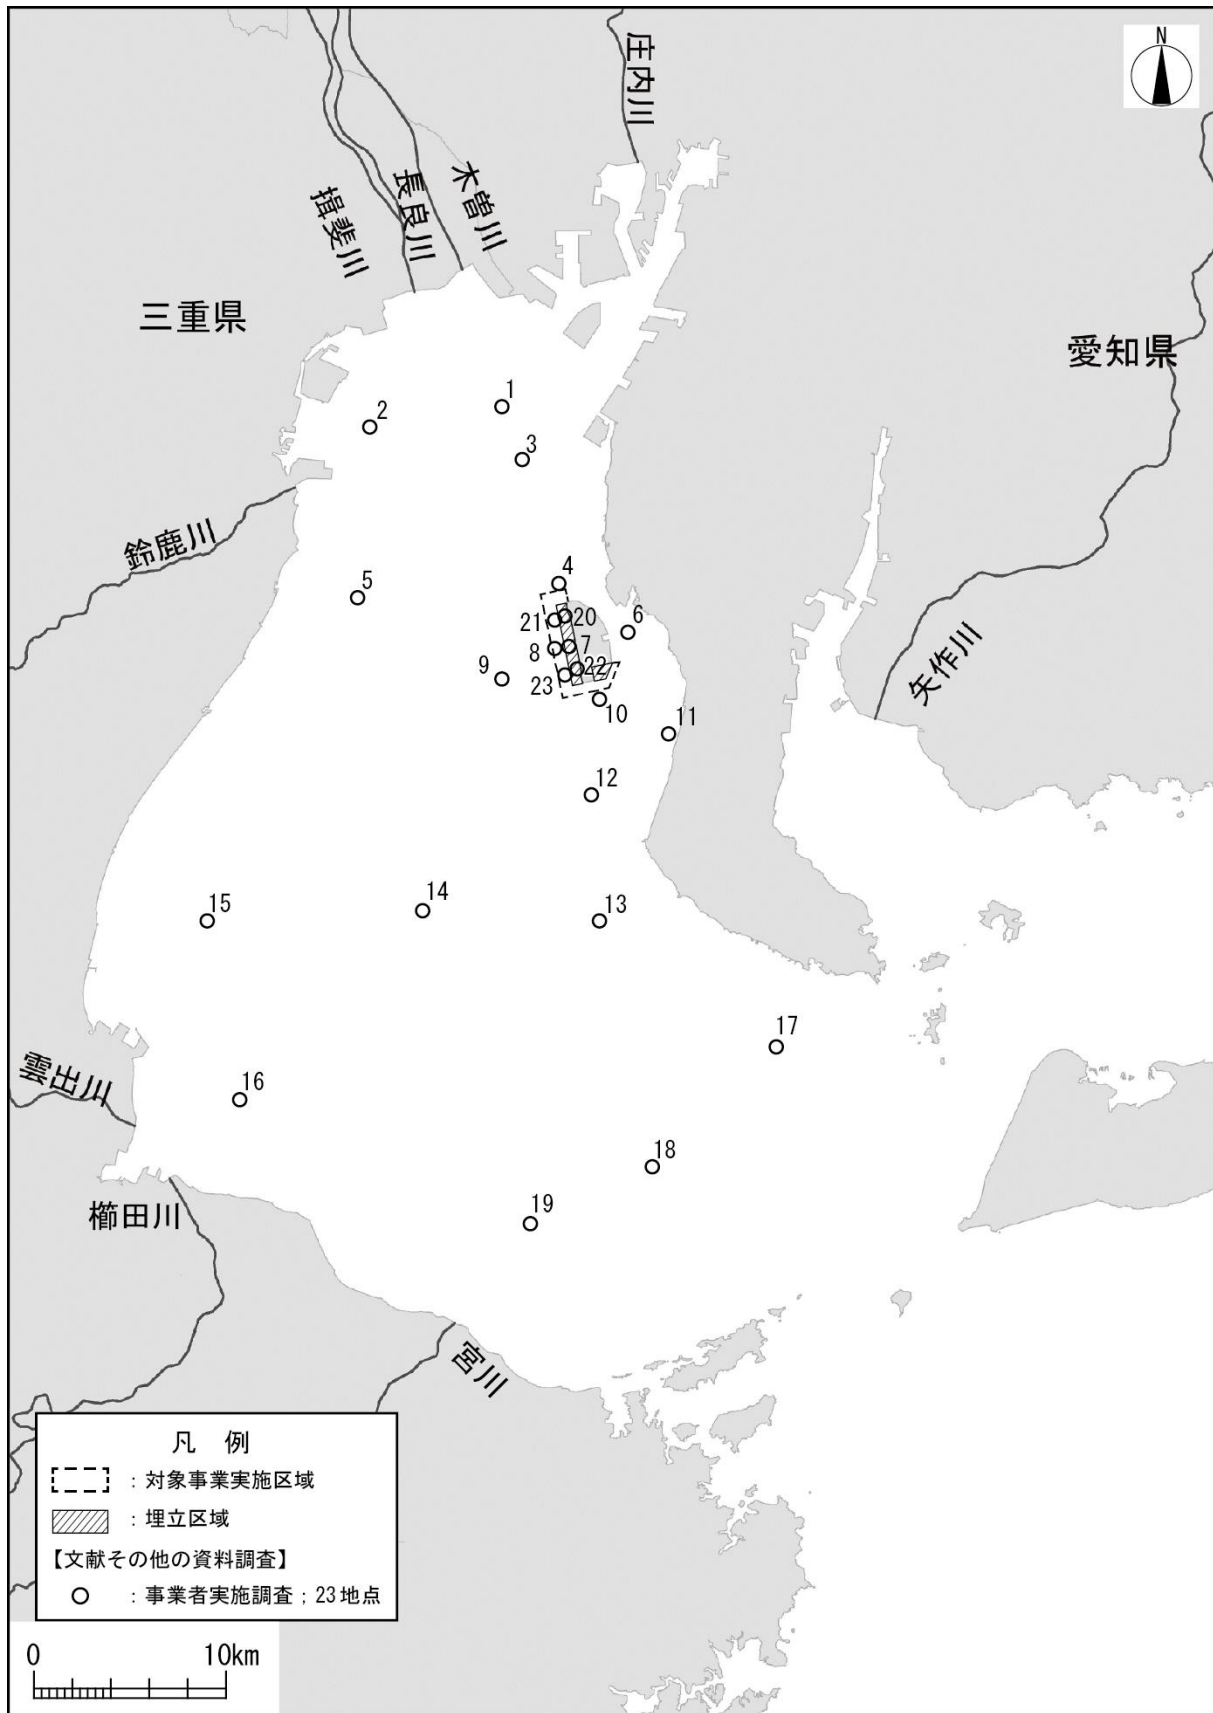 N
庄内川
木曽川
長良川
揖斐川
三重県
愛知県
1
2
3
鈴鹿川
4
5
20
21
6
7
8
22
9
23
矢作川
10
11
12
14
13
15
17
雲出川
16
18
櫛田川
19
宮川
凡 例
：対象事業実施区域
：埋立区域
【文献その他の資料調査】
：事業者実施調査；23地点
0 10km